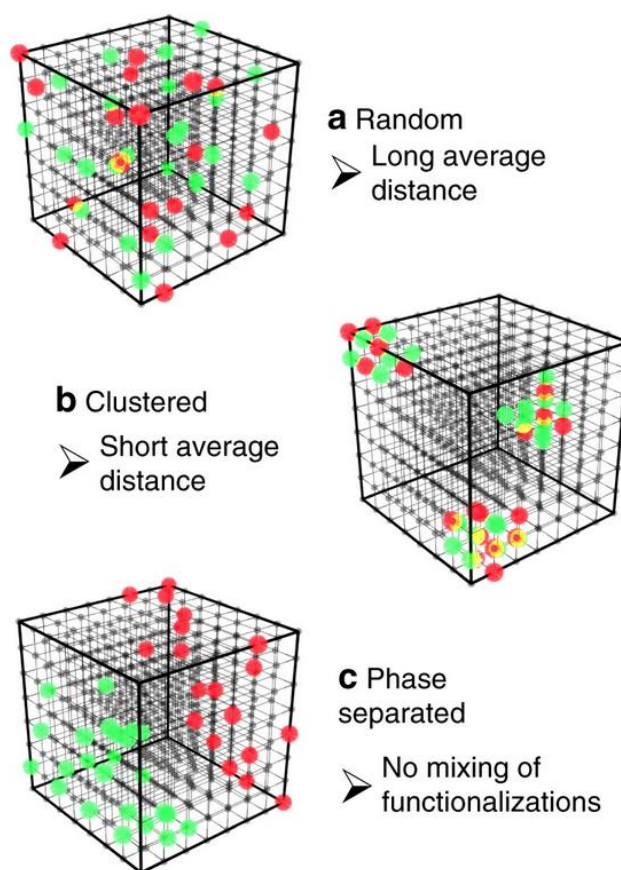 a Random
Long average
distance
b Clustered
Short average
distance
c Phase
separated
No mixing of
functionalizations